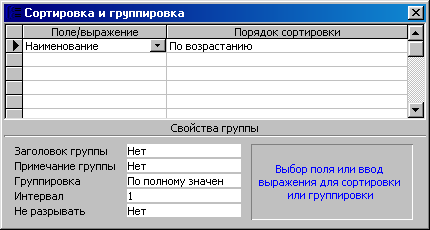 Сортировка и группировка
Поле/выражение Порядок сортировки
Наименование По возрастанию
Свойства группы
Заголовок группы Нет
Примечание группы Нет
Группировка По полному значен
Интервал 1
Не разрывать Нет
Выбор поля или ввод
выражения для сортировки
или группировки